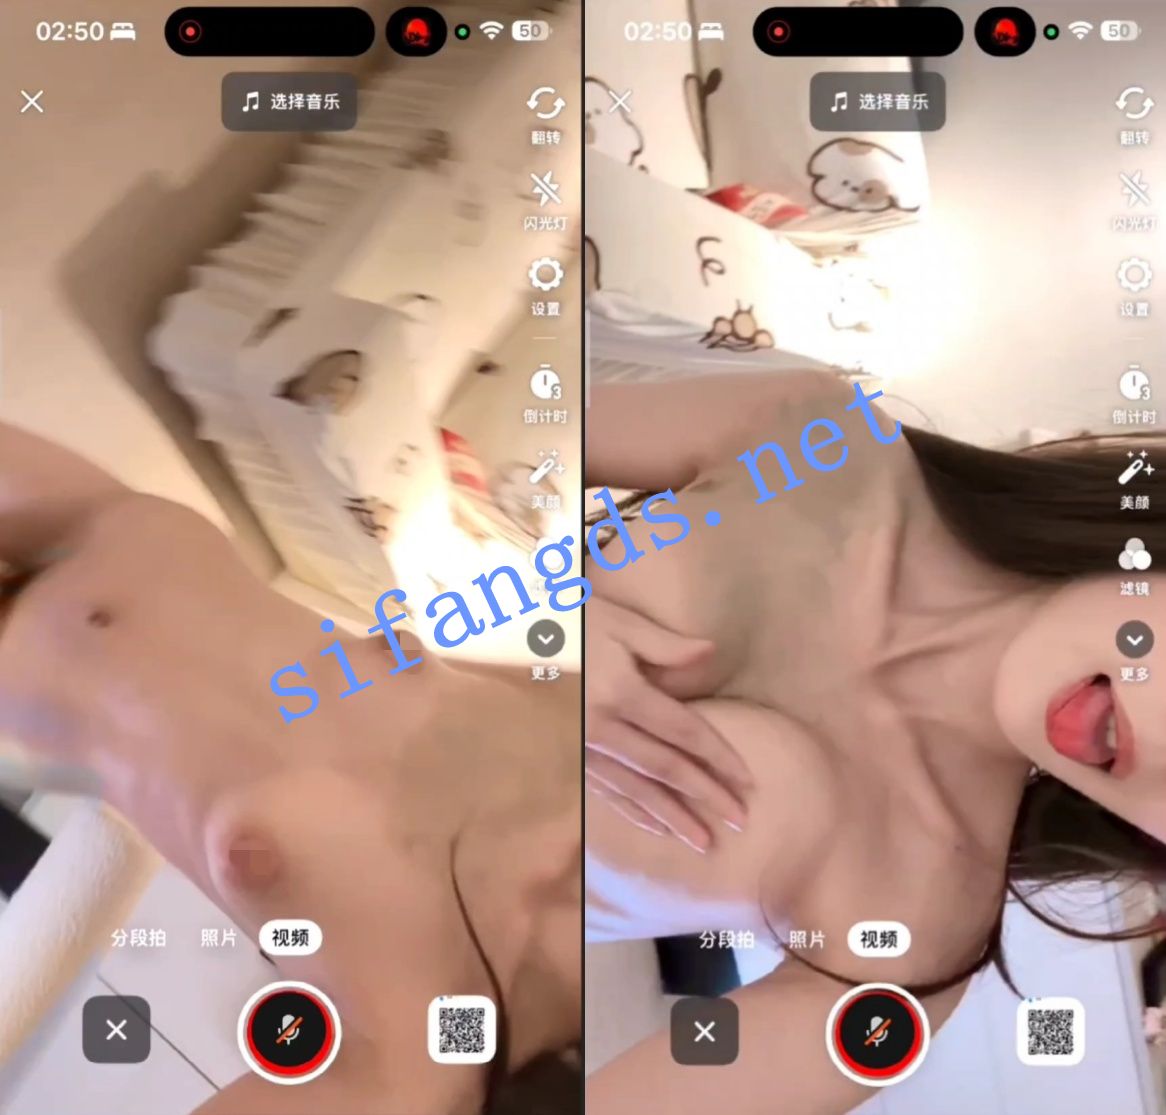 02:50
50
选择音乐
翻转
闪光灯
设置
3
倒计时
美颜
更多
分段拍
照片
视频
02:50
50
选择音乐
翻转
闪光灯
设置
3
倒计时
美颜
滤镜
更多
分段拍
照片
视频
sifangds.net